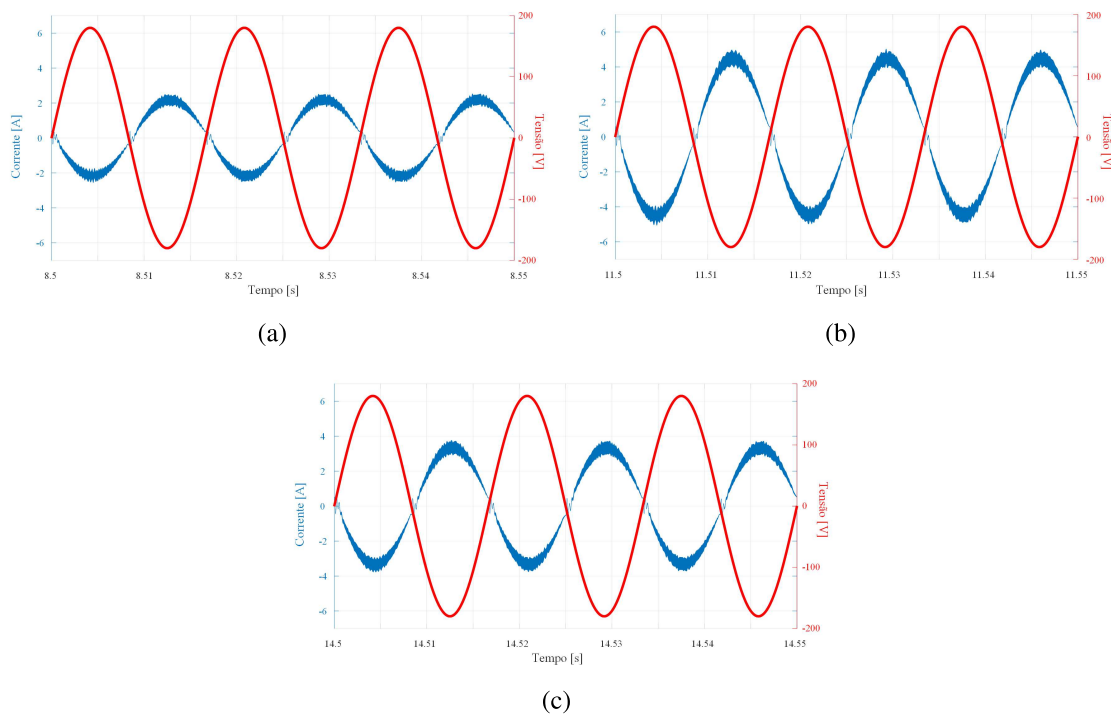 6
4
2
0
-2
-4
-6
Corrente [A]
200
100
0
-100
-200
Tensão [V]
8.5 8.51 8.52 8.53 8.54 8.55
Tempo [s]
(a)
6
4
2
0
-2
-4
-6
Corrente [A]
200
100
0
-100
-200
Tensão [V]
11.5 11.51 11.52 11.53 11.54 11.55
Tempo [s]
(b)
6
4
2
0
-2
-4
-6
Corrente [A]
200
100
0
-100
-200
Tensão [V]
14.5 14.51 14.52 14.53 14.54 14.55
Tempo [s]
(c)